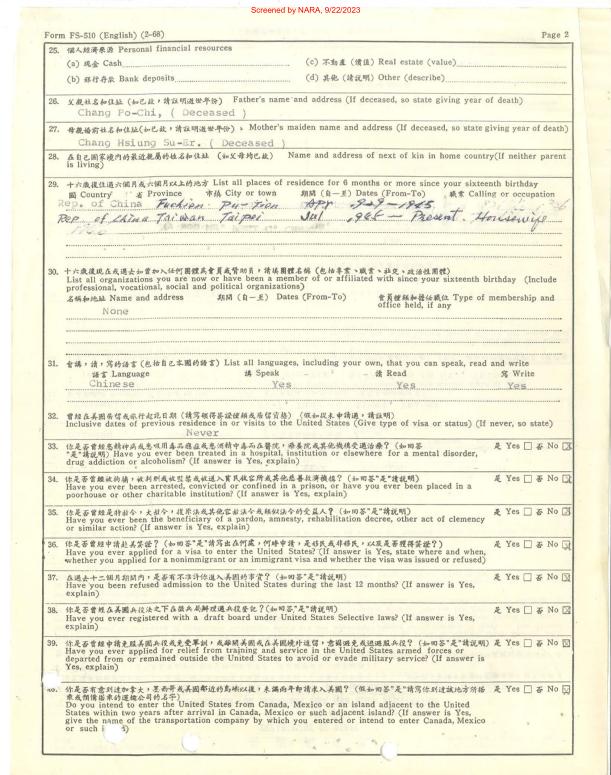 Screened by NARA, 9/22/2023
Form FS-510 (English) (2-68) Page 2
25. 個人經濟來源 Personal financial resources
(a) 現金 Cash (c) 不動產 (價值) Real estate (value)
(b) 銀行存款 Bank deposits (d) 其他 (請說明) Other (describe)
26. 父親姓名和住址 (如已故，請註明逝世年份) Father's name and address (If deceased, so state giving year of death)
Chang Po-Chi, ( Deceased )
27. 母親婚前姓名和住址 (如已故，請註明逝世年份)、Mother's maiden name and address (If deceased, so state giving year of death)
Chang Hsiung Su-Er. ( Deceased )
28. 在自己國家境內的最近親屬的姓名和住址 (如父母均已故) Name and address of next of kin in home country(If neither parent
is living)
29. 十六歲後住過六個月或六個月以上的地方 List all places of residence for 6 months or more since your sixteenth birthday
國 Country 省 Province 市鎮 City or town 期間 (自—至) Dates (From-To) 職業 Calling or occupation
Rep. of China Fuchien Pu-Tien Apr .929 - 1945
Rep. of China Taiwan Taipei Jul .945 - Present. Housewife
30. 十六歲後現在或過去如曾加入任何團體為會員或贊助員，請填團體名稱 (包括專業、職業、社交、政治性團體)
List all organizations you are now or have been a member of or affiliated with since your sixteenth birthday (Include
professional, vocational, social and political organizations)
名稱和地址 Name and address 期間 (自—至) Dates (From-To) 會員種類和擔任職位 Type of membership and
office held, if any
None
31. 會講，讀，寫的語言 (包括自己本國的語言) List all languages, including your own, that you can speak, read and write
語言 Language 講 Speak 讀 Read 寫 Write
Chinese Yes Yes Yes
32. 曾經在美國居留或旅行起訖日期 (請寫明得簽證種類或居留資格) (假如從未申請過，請註明)
Inclusive dates of previous residence in or visits to the United States (Give type of visa or status) (If never, so state)
Never
33. 你是否曾經患精神病或患吸用毒品癮症或患酒精中毒而在醫院，療養院或其他機構受過治療？ (如回答 是 Yes ☐ 否 No ☒
"是"請說明) Have you ever been treated in a hospital, institution or elsewhere for a mental disorder,
drug addiction or alcoholism? (If answer is Yes, explain)
34. 你是否曾經被拘捕，被判刑或被監禁或被送入貧民收容所或其他慈善救濟機構？ (如回答"是"請說明) 是 Yes ☐ 否 No ☒
Have you ever been arrested, convicted or confined in a prison, or have you ever been placed in a
poorhouse or other charitable institution? (If answer is Yes, explain)
35. 你是否曾經是特赦令，大赦令， (如回答"是"請說明) 是 Yes ☐ 否 No ☒
Have you ever been the beneficiary of a pardon, amnesty, rehabilitation decree, other act of clemency
or similar action? (If answer is Yes, explain)
36. 你是否曾經申請赴美簽證？ (如回答"是"請寫出在何處，何時申請，是移民或非移民，以及是否獲得簽證？) 是 Yes ☐ 否 No ☒
Have you ever applied for a visa to enter the United States? (If answer is Yes, state where and when,
whether you applied for a nonimmigrant or an immigrant visa and whether the visa was issued or refused)
37. 在過去十二個月期間內，是否有不准許你進入美國的事實？ (如回答"是"請說明) 是 Yes ☐ 否 No ☒
Have you been refused admission to the United States during the last 12 months? (If answer is Yes,
explain)
38. 你是否曾經在美國兵役法之下在徵兵局辦理過兵役登記？ (如回答"是"請說明) 是 Yes ☐ 否 No ☒
Have you ever registered with a draft board under United States Selective laws? (If answer is Yes,
explain)
39. 你是否曾經申請免服美國兵役或免受軍訓，或離開美國或在美國境外逗留，意圖避免或逃避服兵役？ (如回答"是"請說明) 是 Yes ☐ 否 No ☒
Have you ever applied for relief from training and service in the United States armed forces or
departed from or remained outside the United States to avoid or evade military service? (If answer is
Yes, explain)
你是否有意到達加拿大，墨西哥或美國鄰近的島嶼以後，未滿兩年即請求入美國？ (假如回答"是"請寫你到達該地方所搭 是 Yes ☐ 否 No ☒
Do you intend to enter the United States from Canada, Mexico or an island adjacent to the United
States within two years after arrival in Canada, Mexico or such adjacent island? (If answer is Yes,
give the name of the transportation company by which you entered or intend to enter Canada, Mexico
or such